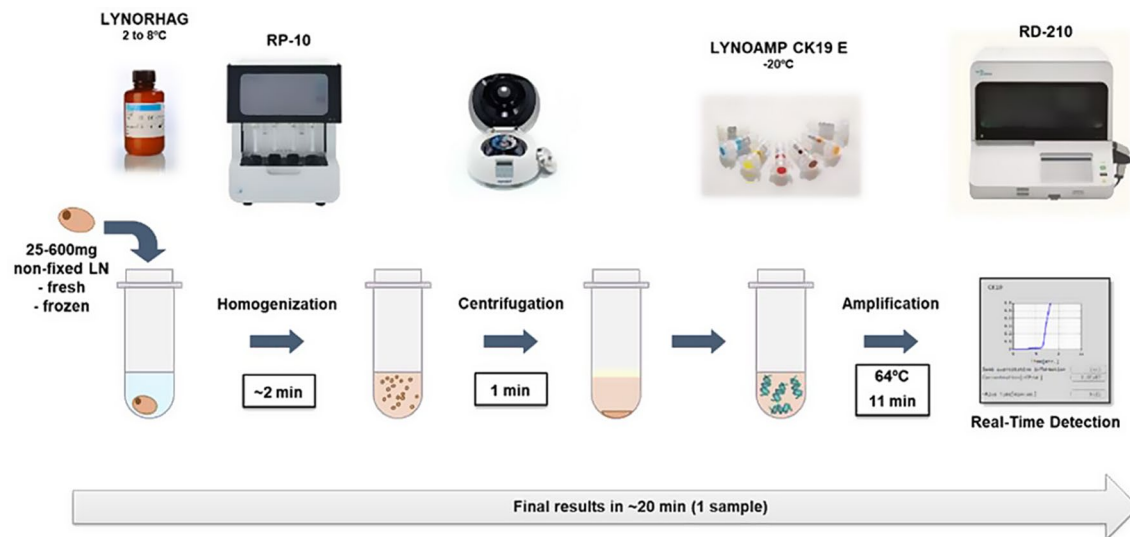 LYNORHAG
2 to 8ºC
RP-10
LYNOAMP CK19 E
-20ºC
RD-210
25-600mg
non-fixed LN
- fresh
- frozen
Homogenization
~2 min
Centrifugation
1 min
Amplification
64ºC
11 min
CK19
Real-Time Detection
Final results in ~20 min (1 sample)